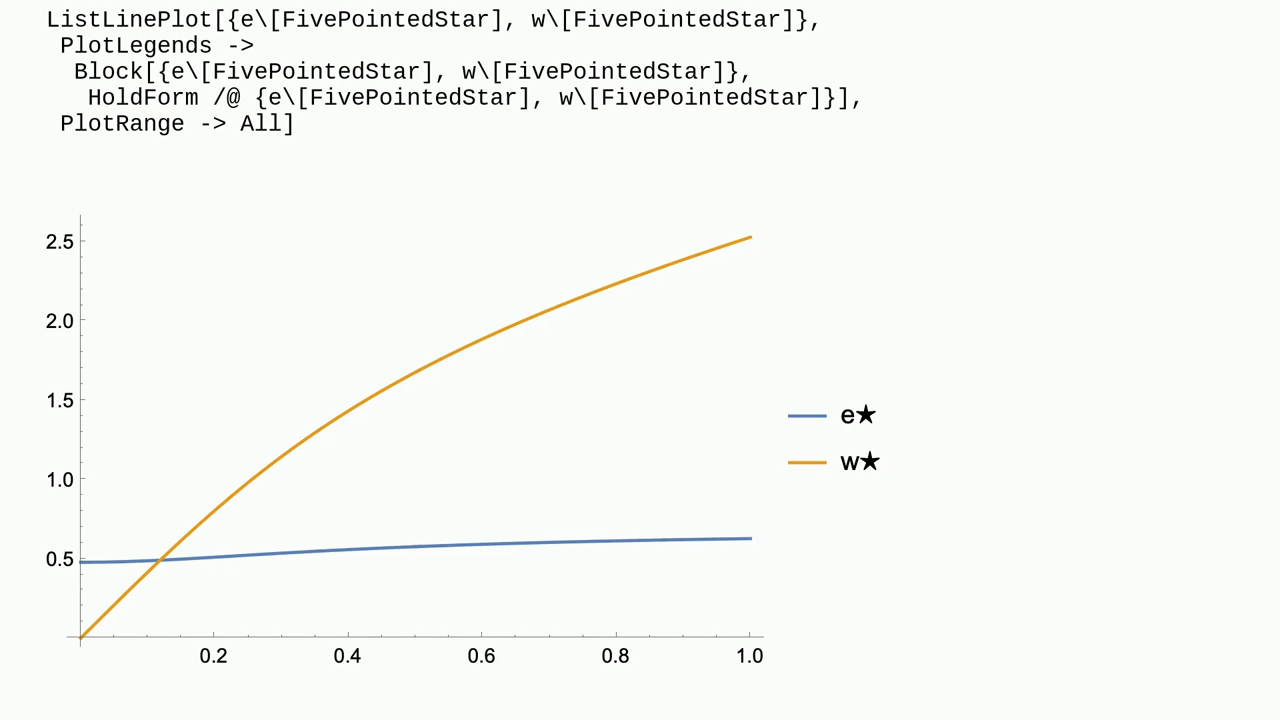 ListLinePlot[{e\[FivePointedStar], w\[FivePointedStar]},
PlotLegends ->
Block[{e\[FivePointedStar], w\[FivePointedStar]},
HoldForm /@ {e\[FivePointedStar], w\[FivePointedStar]}],
PlotRange -> All]
2.5
2.0
1.5
1.0
0.5
e★
w★
0.2 0.4 0.6 0.8 1.0